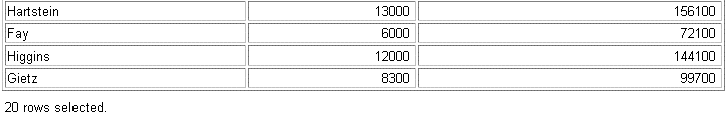 Hartstein 13000 156100
Fay 6000 72100
Higgins 12000 144100
Gietz 8300 99700
20 rows selected.